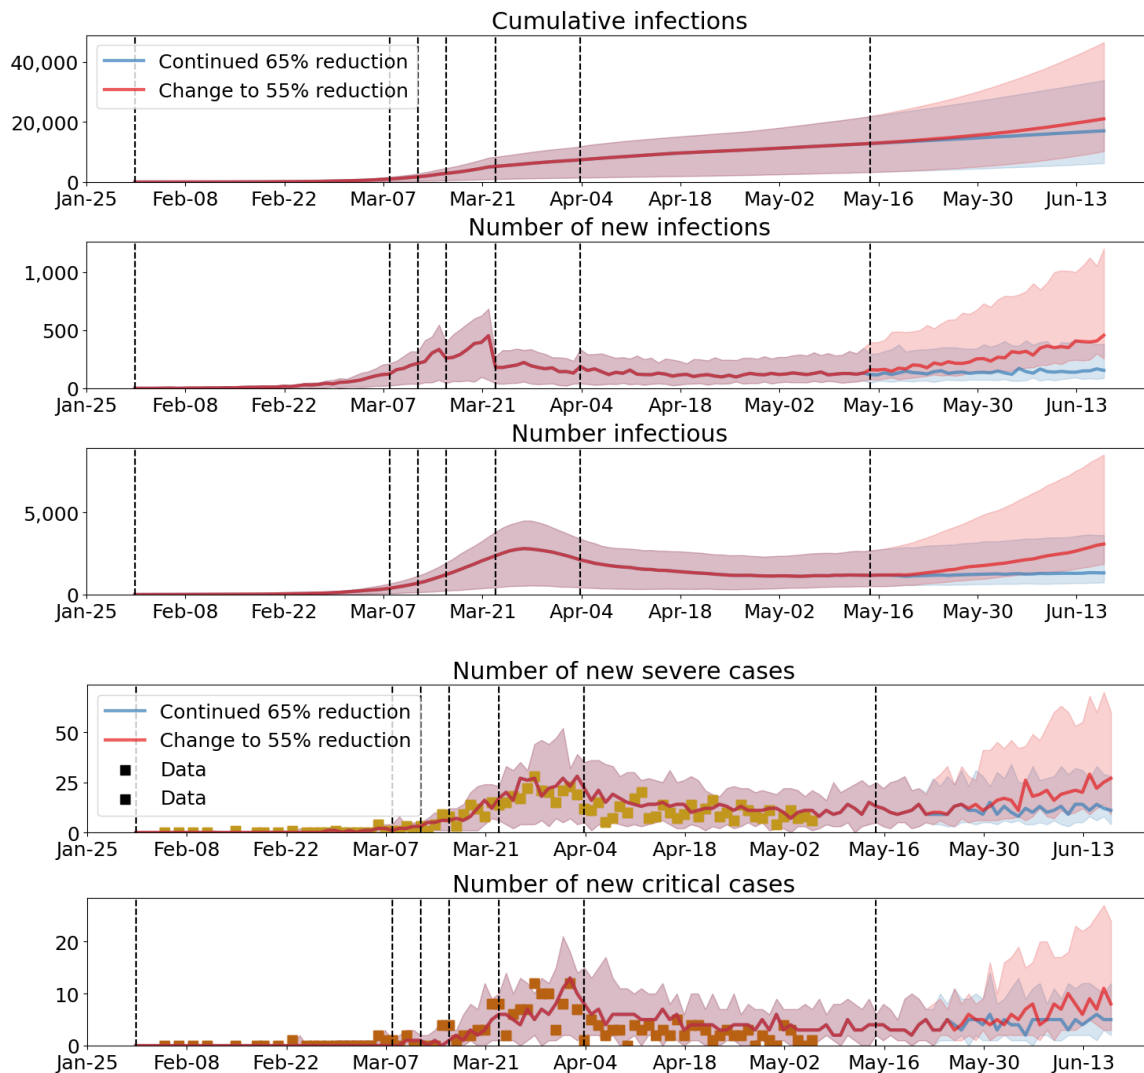 Cumulative infections
40,000
20,000
0
Continued 65% reduction
Change to 55% reduction
Jan-25 Feb-08 Feb-22 Mar-07 Mar-21 Apr-04 Apr-18 May-02 May-16 May-30 Jun-13
Number of new infections
1,000
500
0
Jan-25 Feb-08 Feb-22 Mar-07 Mar-21 Apr-04 Apr-18 May-02 May-16 May-30 Jun-13
Number infectious
5,000
0
Jan-25 Feb-08 Feb-22 Mar-07 Mar-21 Apr-04 Apr-18 May-02 May-16 May-30 Jun-13
Number of new severe cases
50
25
0
Continued 65% reduction
Change to 55% reduction
Data
Data
Jan-25 Feb-08 Feb-22 Mar-07 Mar-21 Apr-04 Apr-18 May-02 May-16 May-30 Jun-13
Number of new critical cases
20
10
0
Jan-25 Feb-08 Feb-22 Mar-07 Mar-21 Apr-04 Apr-18 May-02 May-16 May-30 Jun-13